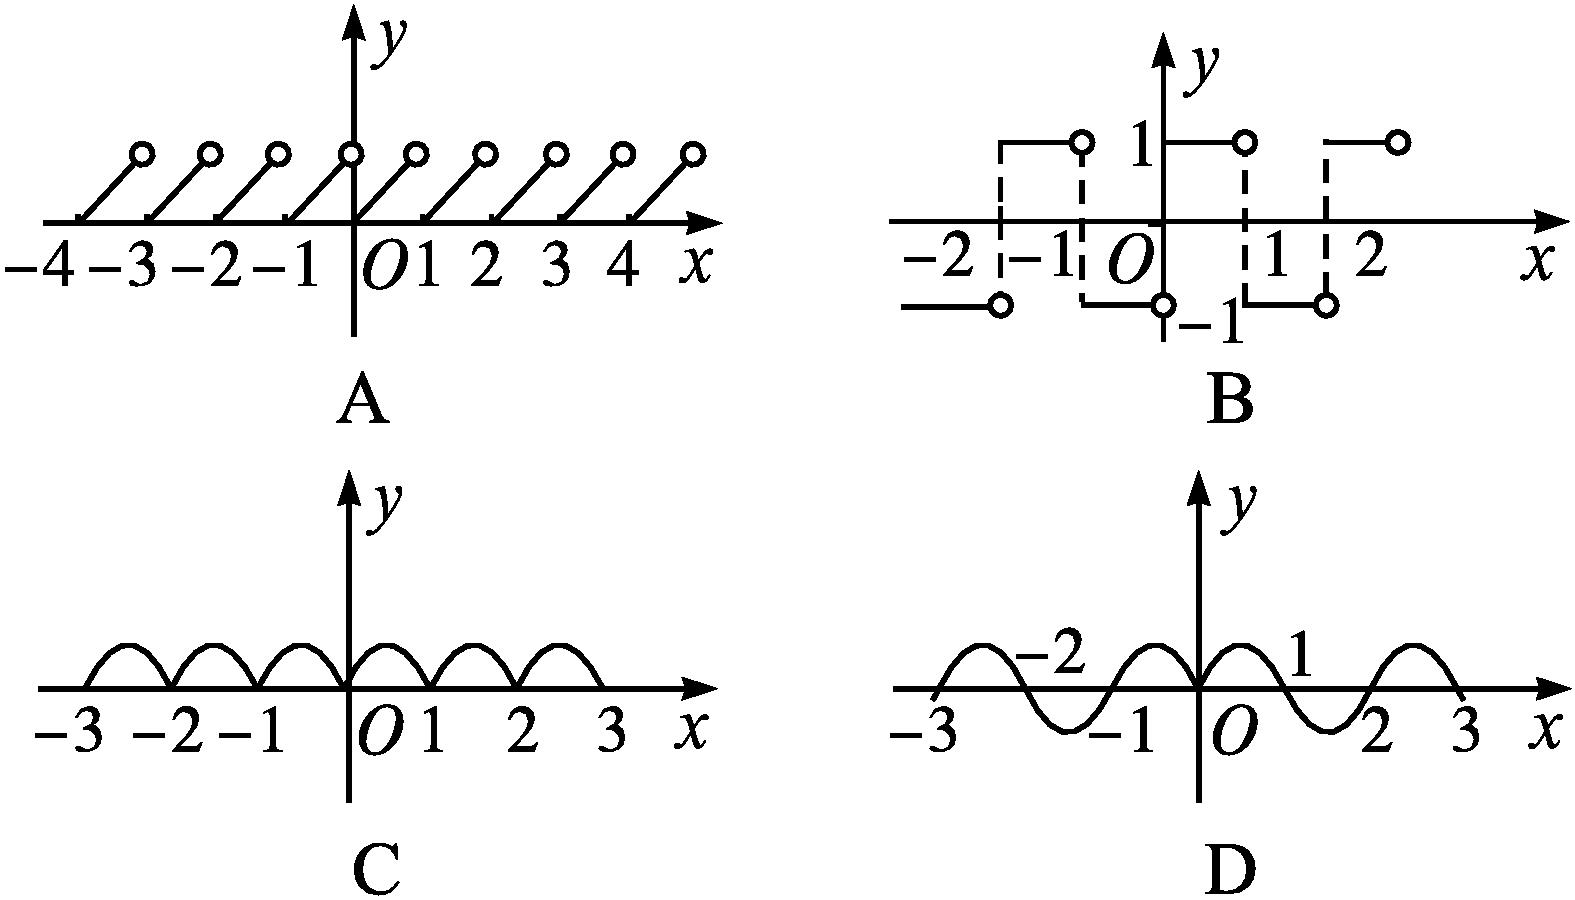 y
−4 −3 −2 −1 O 1 2 3 4 x
A
y
1
−2 −1 O 1 2 x
−1
B
y
−3 −2 −1 O 1 2 3 x
C
y
−2 1
−3 −1 O 2 3 x
D